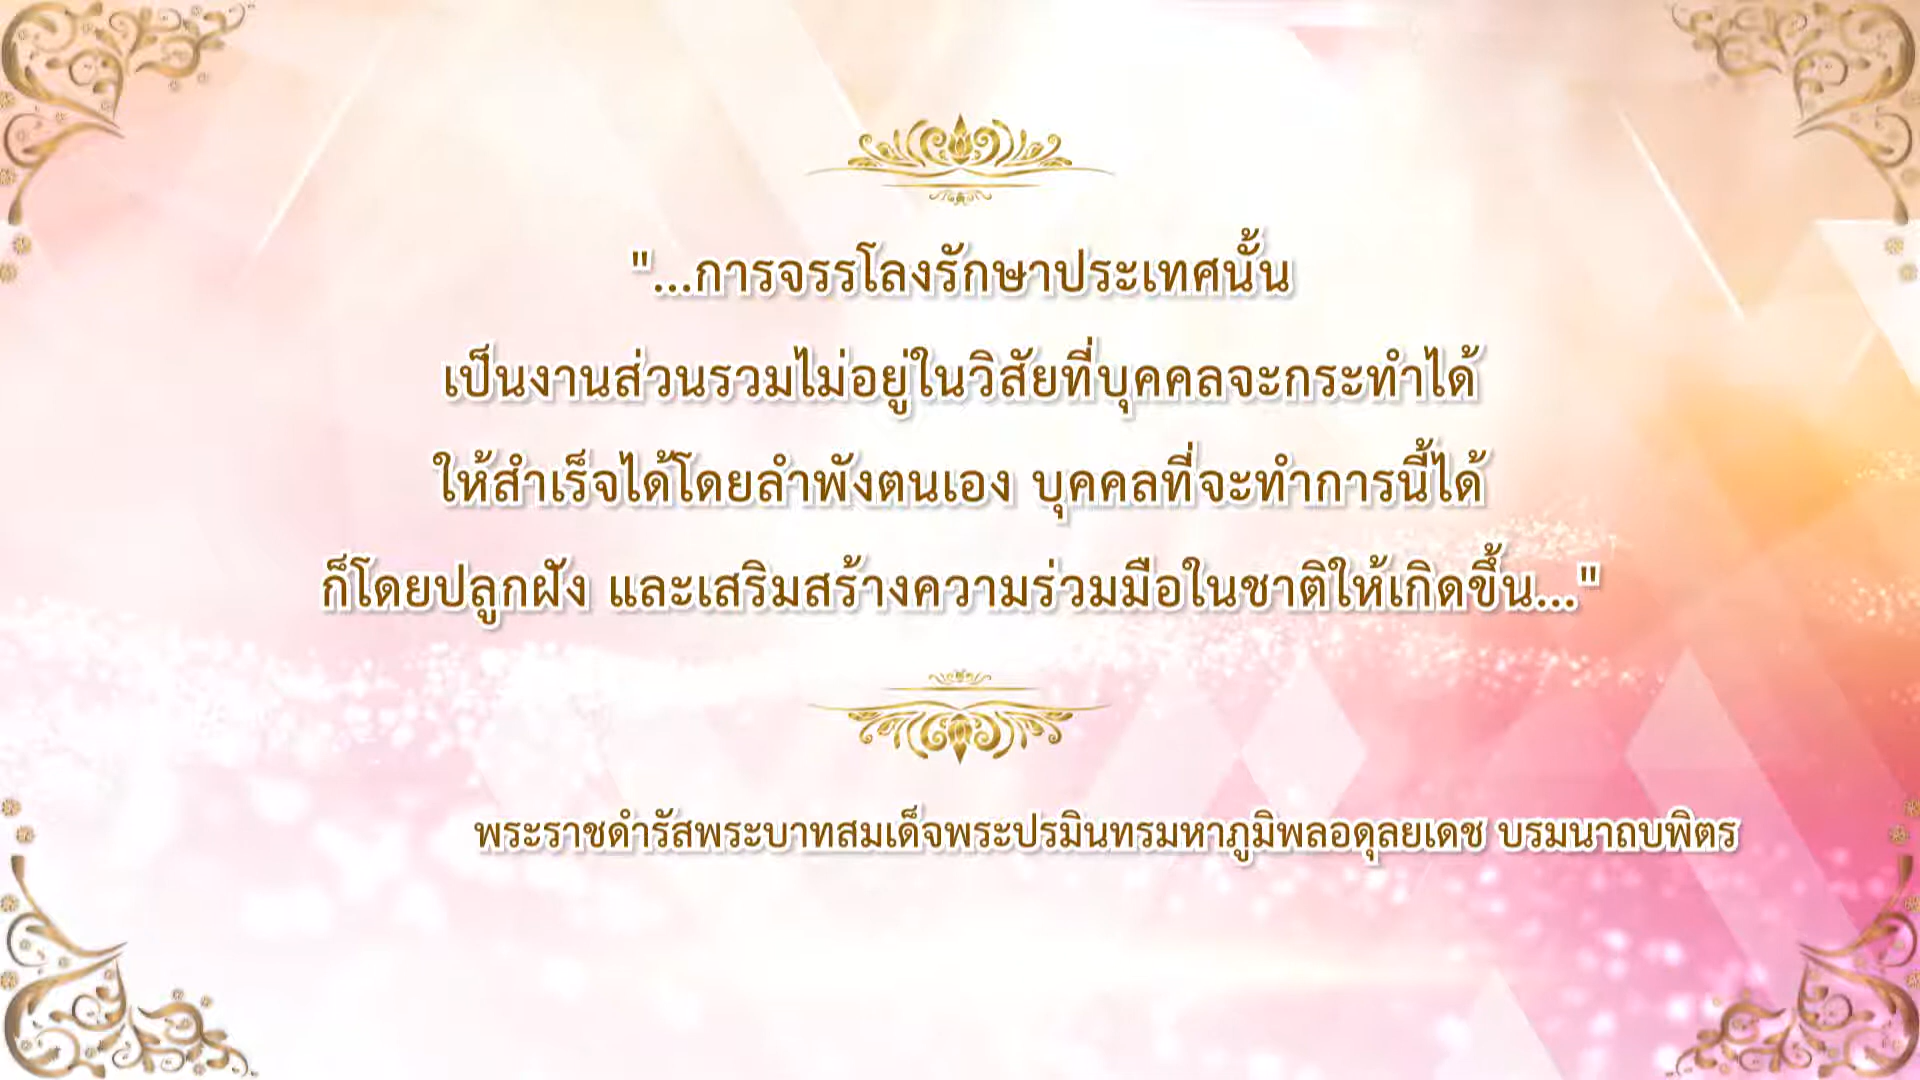 "...การจรรโลงรักษาประเทศนั้น
เป็นงานส่วนรวมไม่อยู่ในวิสัยที่บุคคลจะกระทำได้
ให้สำเร็จได้โดยลำพังตนเอง บุคคลที่จะทำการนี้ได้
ก็โดยปลูกฝัง และเสริมสร้างความร่วมมือในชาติให้เกิดขึ้น..."
พระราชดำรัสพระบาทสมเด็จพระปรมินทรมหาภูมิพลอดุลยเดช บรมนาถบพิตร